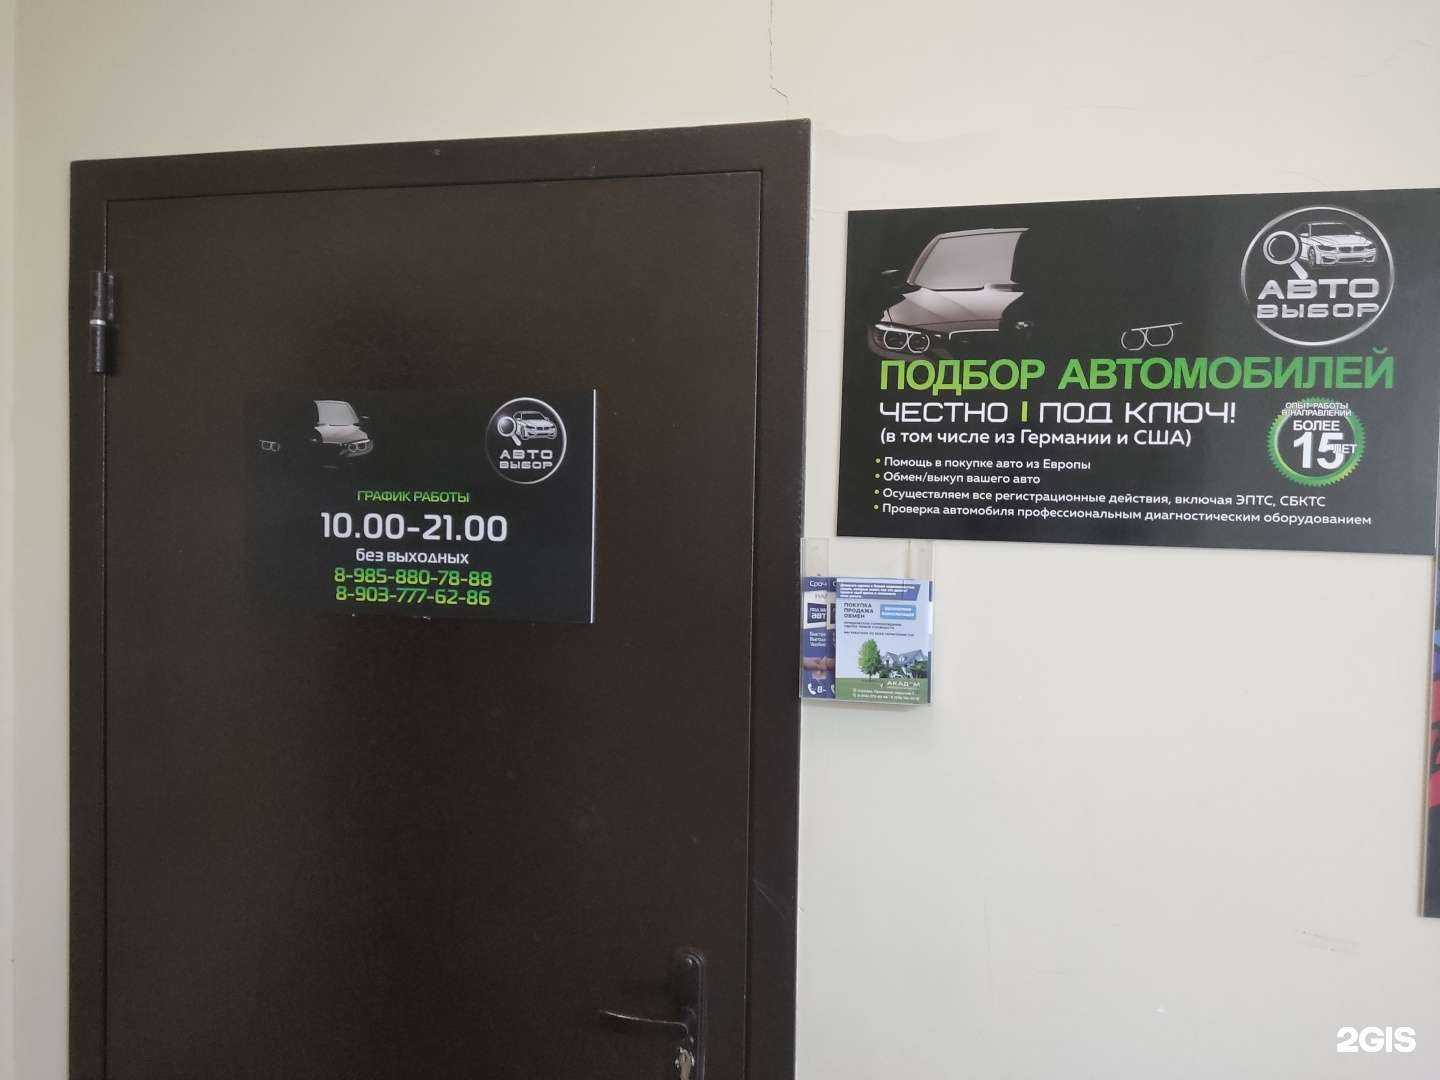 АВТО
ВЫБОР
ГРАФИК РАБОТЫ
10.00-21.00
без выходных
8-985-880-78-88
8-903-777-62-86
АВТО
ВЫБОР
ПОДБОР АВТОМОБИЛЕЙ
ЧЕСТНО | ПОД КЛЮЧ!
(в том числе из Германии и США)
ОПЫТ РАБОТЫ
В НАПРАВЛЕНИИ
БОЛЕЕ
15 ЛЕТ
• Помощь в покупке авто из Европы
• Обмен/выкуп вашего авто
• Осуществляем все регистрационные действия, включая ЭПТС, СБКТС
• Проверка автомобиля профессиональным диагностическим оборудованием
Сроч
ПОКУПКА
ПРОДАЖА
ОБМЕН
АКАДОМ
2GIS